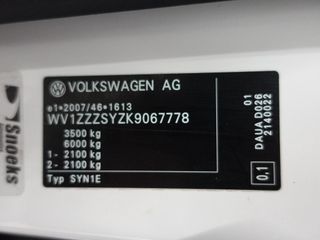 VOLKSWAGEN AG
e1*2007/46*1613
WV1ZZZSYZK9067778
3500 kg
6000 kg
1 - 2100 kg
2 - 2100 kg
Typ SYN1E
01
DAUA D026
2140022
0,1
Snoeks